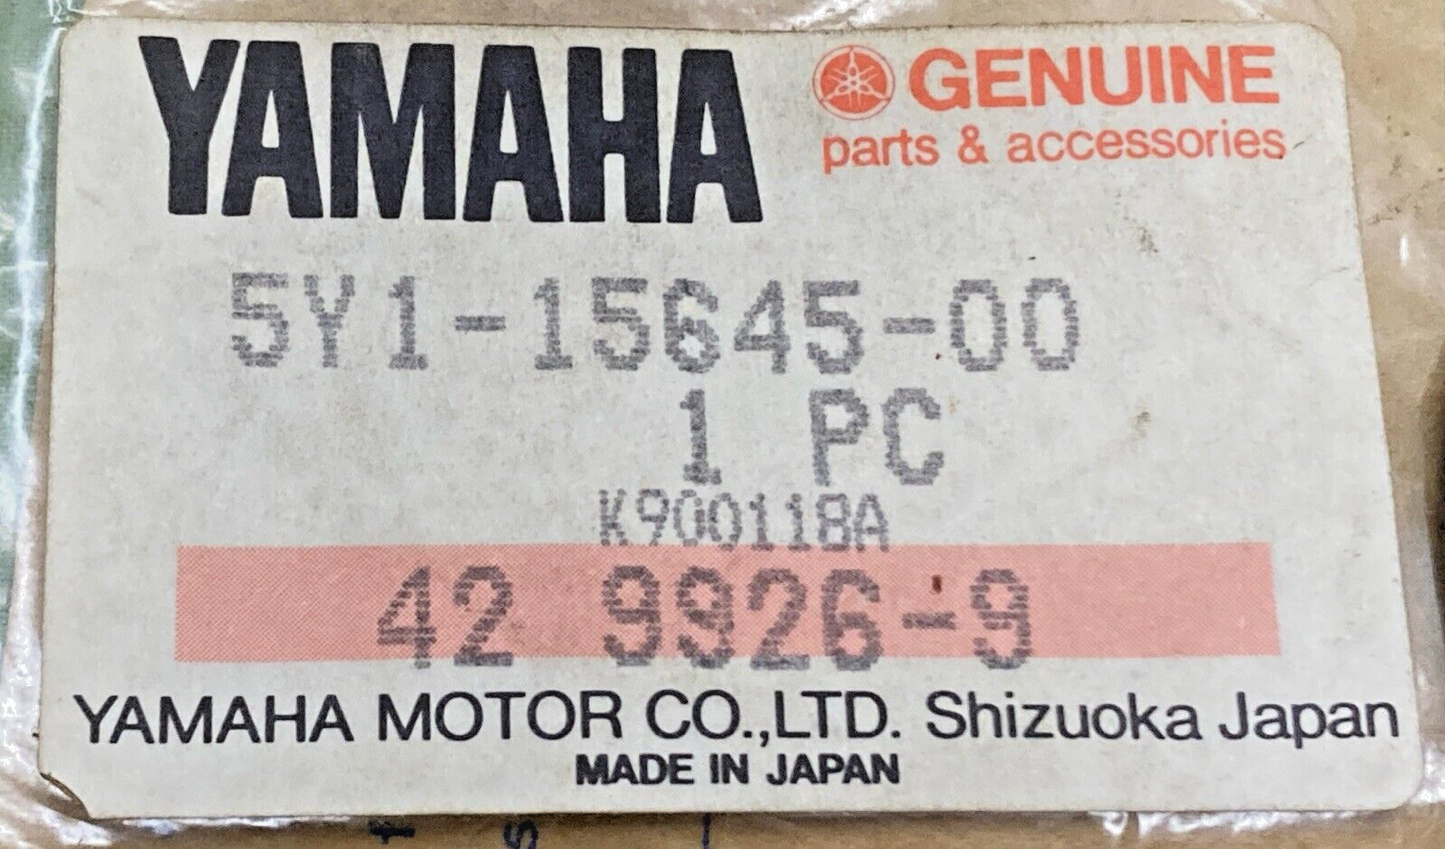 YAMAHA
GENUINE
parts & accessories
5Y1-15645-00
1 PC
K900118A
42 9926-9
YAMAHA MOTOR CO.,LTD. Shizuoka Japan
MADE IN JAPAN